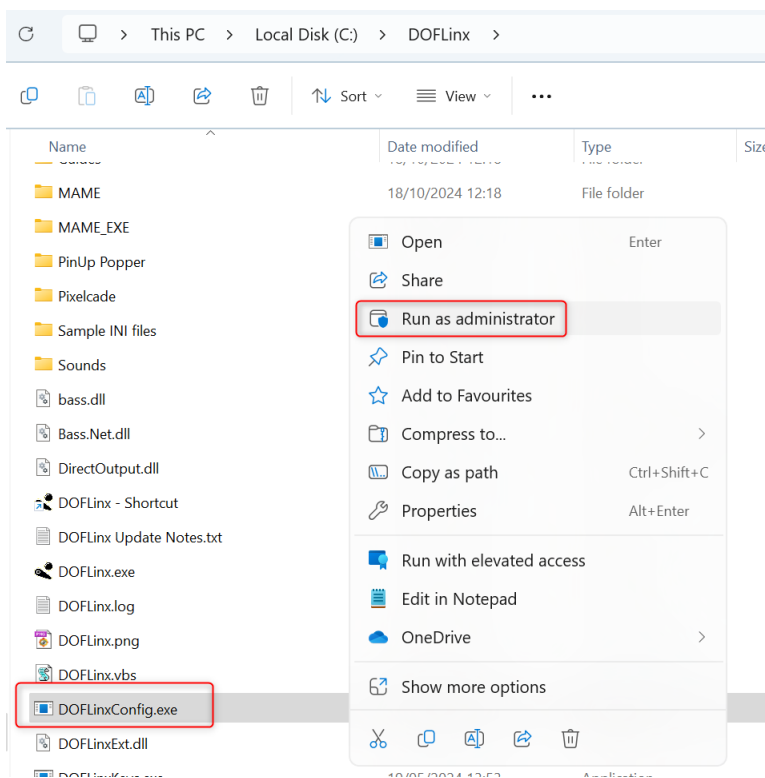 This PC > Local Disk (C:) > DOFLinx >
Sort View
Name Date modified Type Size
Guides
MAME 18/10/2024 12:18 File folder
MAME_EXE
PinUp Popper
Pixelcade
Sample INI files
Sounds
bass.dll
Bass.Net.dll
DirectOutput.dll
DOFLinx - Shortcut
DOFLinx Update Notes.txt
DOFLinx.exe
DOFLinx.log
DOFLinx.png
DOFLinx.vbs
DOFLinxConfig.exe
DOFLinxExt.dll
Open Enter
Share
Run as administrator
Pin to Start
Add to Favourites
Compress to...
Copy as path Ctrl+Shift+C
Properties Alt+Enter
Run with elevated access
Edit in Notepad
OneDrive
Show more options